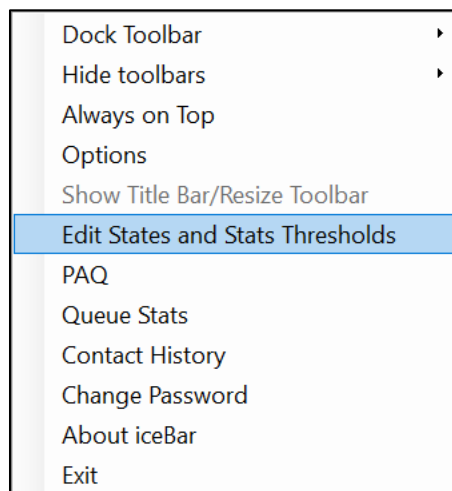 Dock Toolbar
Hide toolbars
Always on Top
Options
Show Title Bar/Resize Toolbar
Edit States and Stats Thresholds
PAQ
Queue Stats
Contact History
Change Password
About iceBar
Exit